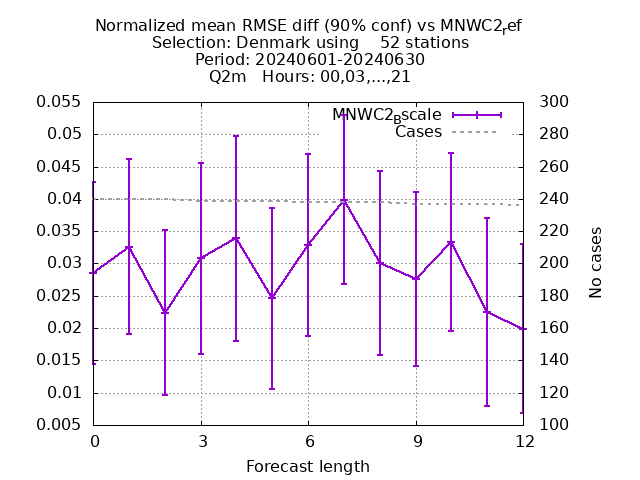 Normalized mean RMSE diff (90% conf) vs MNWC2ref
Selection: Denmark using 52 stations
Period: 20240601-20240630
Q2m Hours: 00,03,...,21
MNWC2Bscale
Cases
0.055
0.05
0.045
0.04
0.035
0.03
0.025
0.02
0.015
0.01
0.005
300
280
260
240
220
200
180
160
140
120
100
No cases
0 3 6 9 12
Forecast length